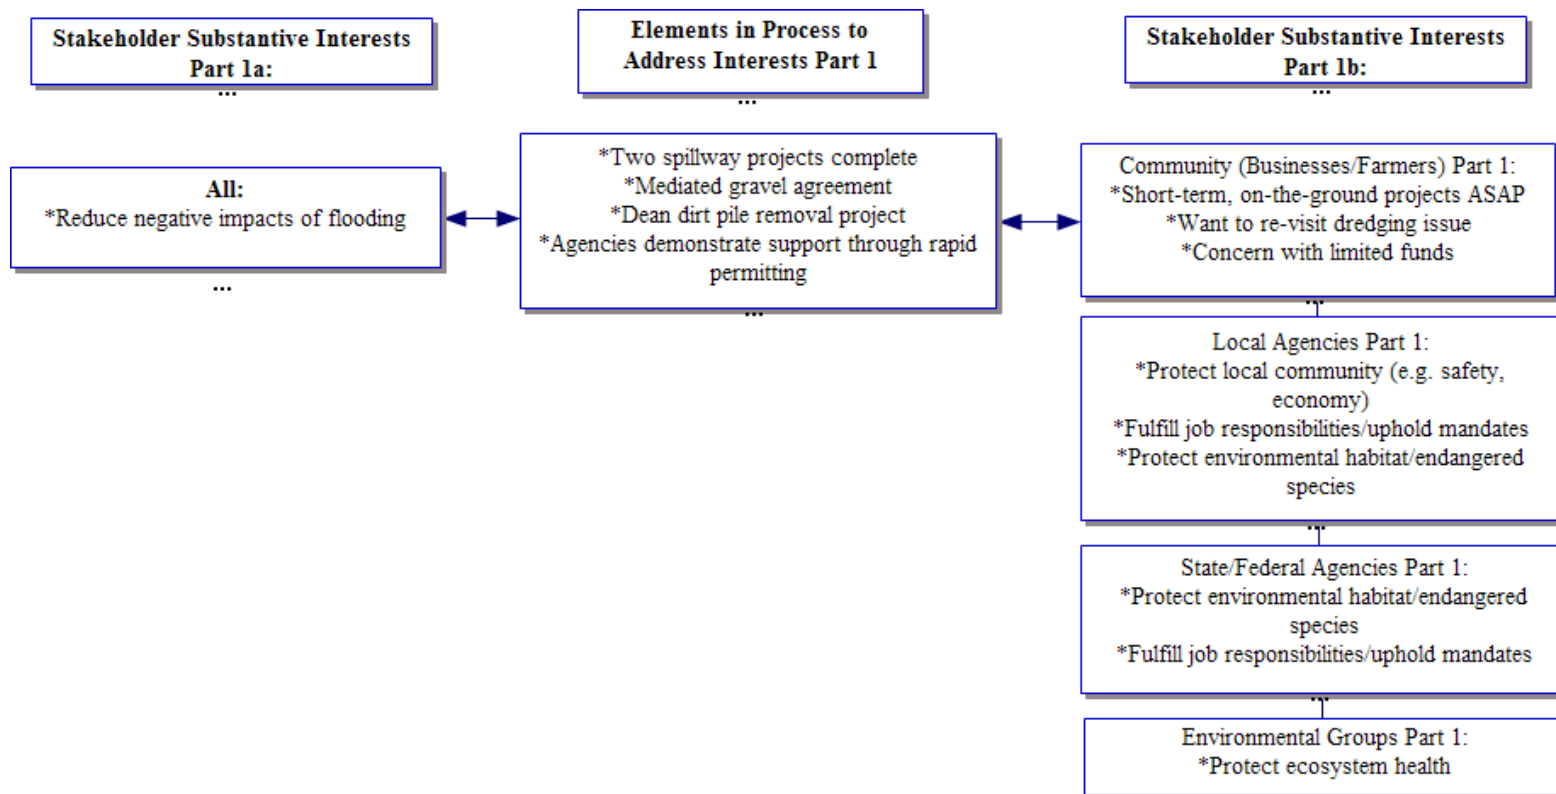 Stakeholder Substantive Interests
Part 1a:
...
Elements in Process to
Address Interests Part 1
...
Stakeholder Substantive Interests
Part 1b:
...
All:
*Reduce negative impacts of flooding
...
*Two spillway projects complete
*Mediated gravel agreement
*Dean dirt pile removal project
*Agencies demonstrate support through rapid
permitting
...
Community (Businesses/Farmers) Part 1:
*Short-term, on-the-ground projects ASAP
*Want to re-visit dredging issue
*Concern with limited funds
...
Local Agencies Part 1:
*Protect local community (e.g. safety,
economy)
*Fulfill job responsibilities/uphold mandates
*Protect environmental habitat/endangered
species
...
State/Federal Agencies Part 1:
*Protect environmental habitat/endangered
species
*Fulfill job responsibilities/uphold mandates
...
Environmental Groups Part 1:
*Protect ecosystem health